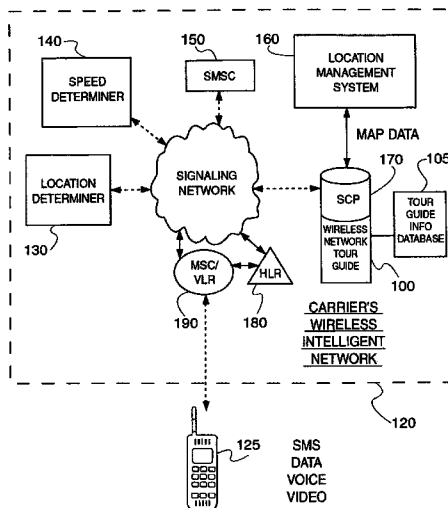 140
150
160
SPEED
DETERMINER
SMSC
LOCATION
MANAGEMENT
SYSTEM
MAP DATA
170
105
SIGNALING
NETWORK
LOCATION
DETERMINER
130
SCP
WIRELESS
NETWORK
TOUR
GUIDE
TOUR
GUIDE
INFO
DATABASE
100
MSC/
VLR
HLR
190
180
CARRIER'S
WIRELESS
INTELLIGENT
NETWORK
120
125
SMS
DATA
VOICE
VIDEO